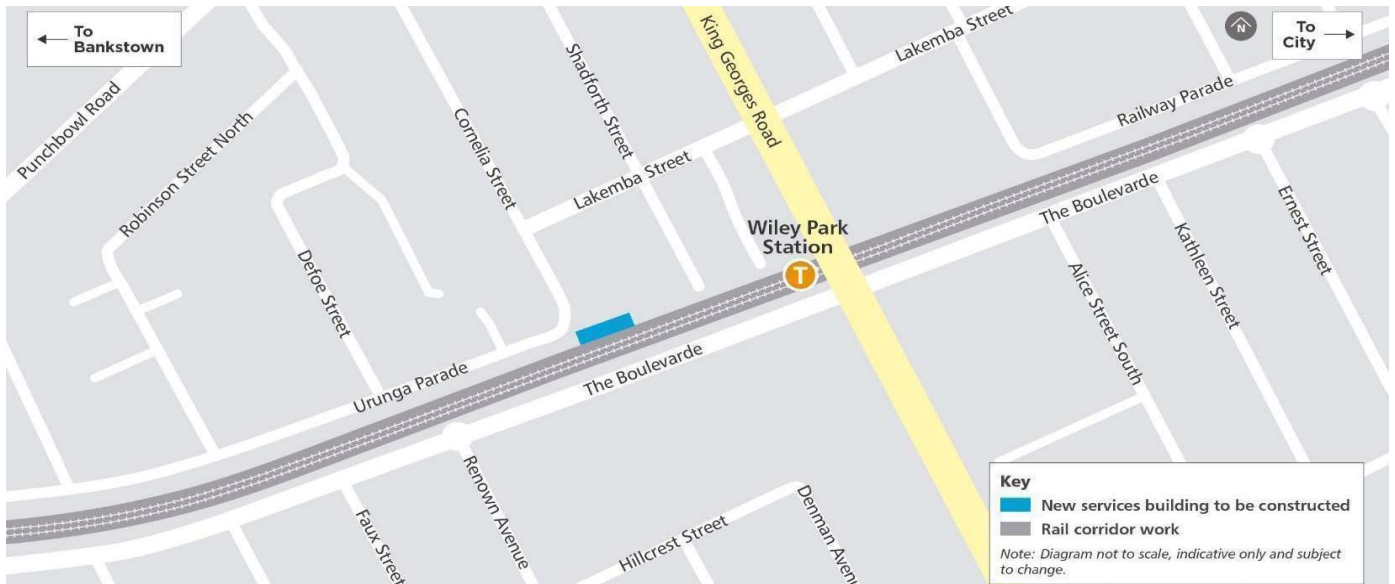 To
Bankstown
To
City
N
Punchbowl Road
Robinson Street North
Defoe Street
Cornelia Street
Shadforth Street
Lakemba Street
King Georges Road
Lakemba Street
Railway Parade
Wiley Park
Station
T
The Boulevarde
Ernest Street
Kathleen Street
Alice Street South
Urunga Parade
The Boulevarde
Renown Avenue
Faux Street
Hillcrest Street
Denman Avenu
Key
New services building to be constructed
Rail corridor work
Note: Diagram not to scale, indicative only and subject
to change.